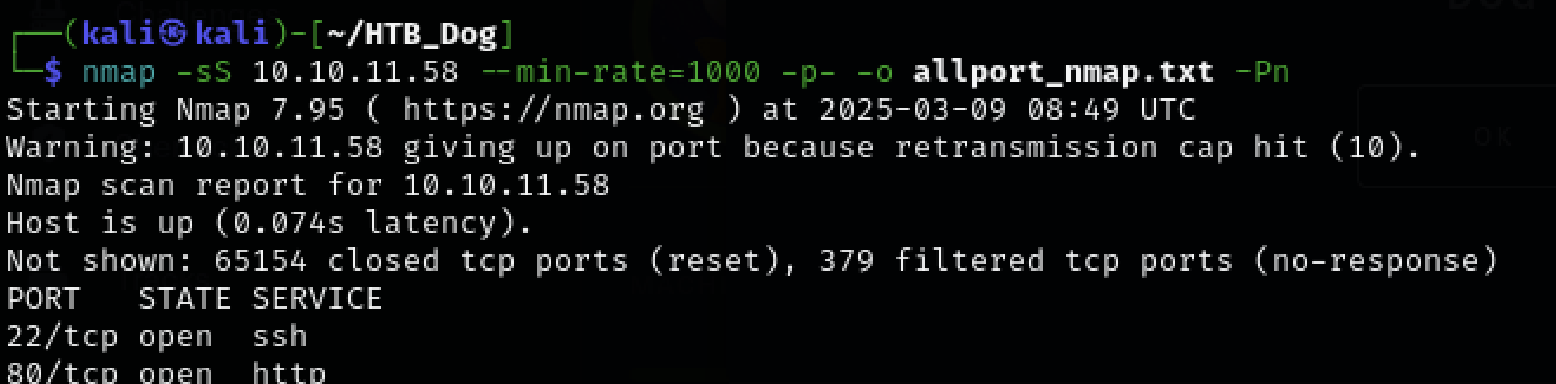 ┌──(kali㉿kali)-[~/HTB_Dog]
└─$ nmap -sS 10.10.11.58 --min-rate=1000 -p- -o allport_nmap.txt -Pn
Starting Nmap 7.95 ( https://nmap.org ) at 2025-03-09 08:49 UTC
Warning: 10.10.11.58 giving up on port because retransmission cap hit (10).
Nmap scan report for 10.10.11.58
Host is up (0.074s latency).
Not shown: 65154 closed tcp ports (reset), 379 filtered tcp ports (no-response)
PORT   STATE SERVICE
22/tcp open  ssh
80/tcp open  http
OK